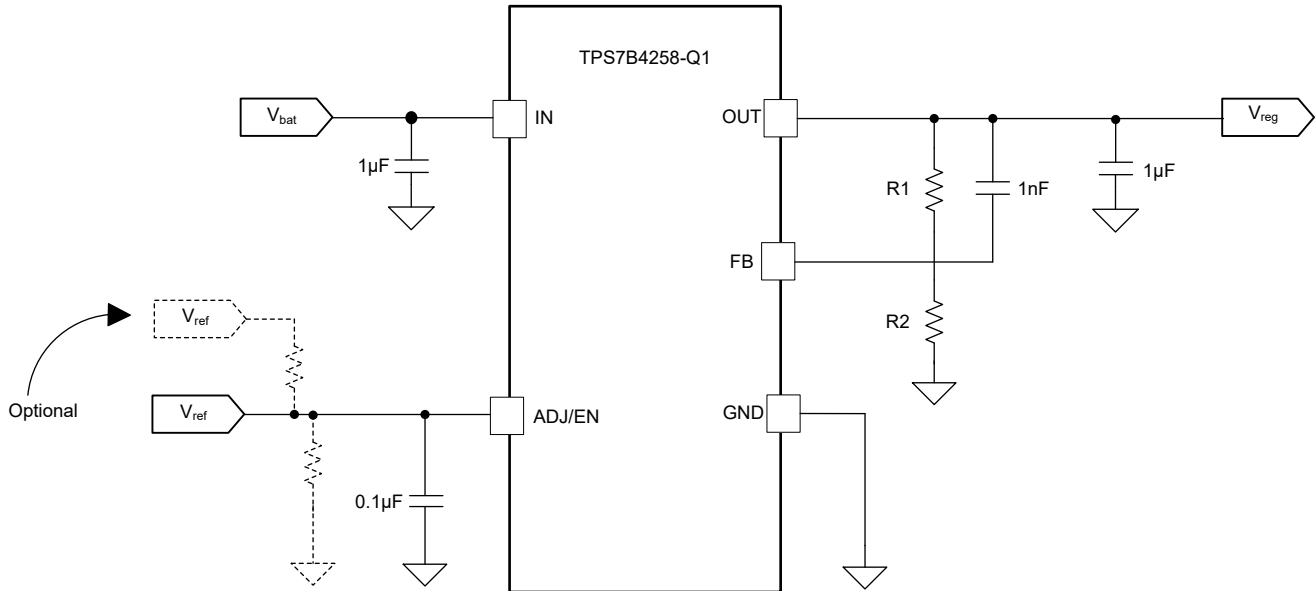 TPS7B4258-Q1
V_bat
IN
OUT
V_reg
1µF
R1
1nF
1µF
FB
V_ref
R2
Optional
V_ref
ADJ/EN
GND
0.1µF